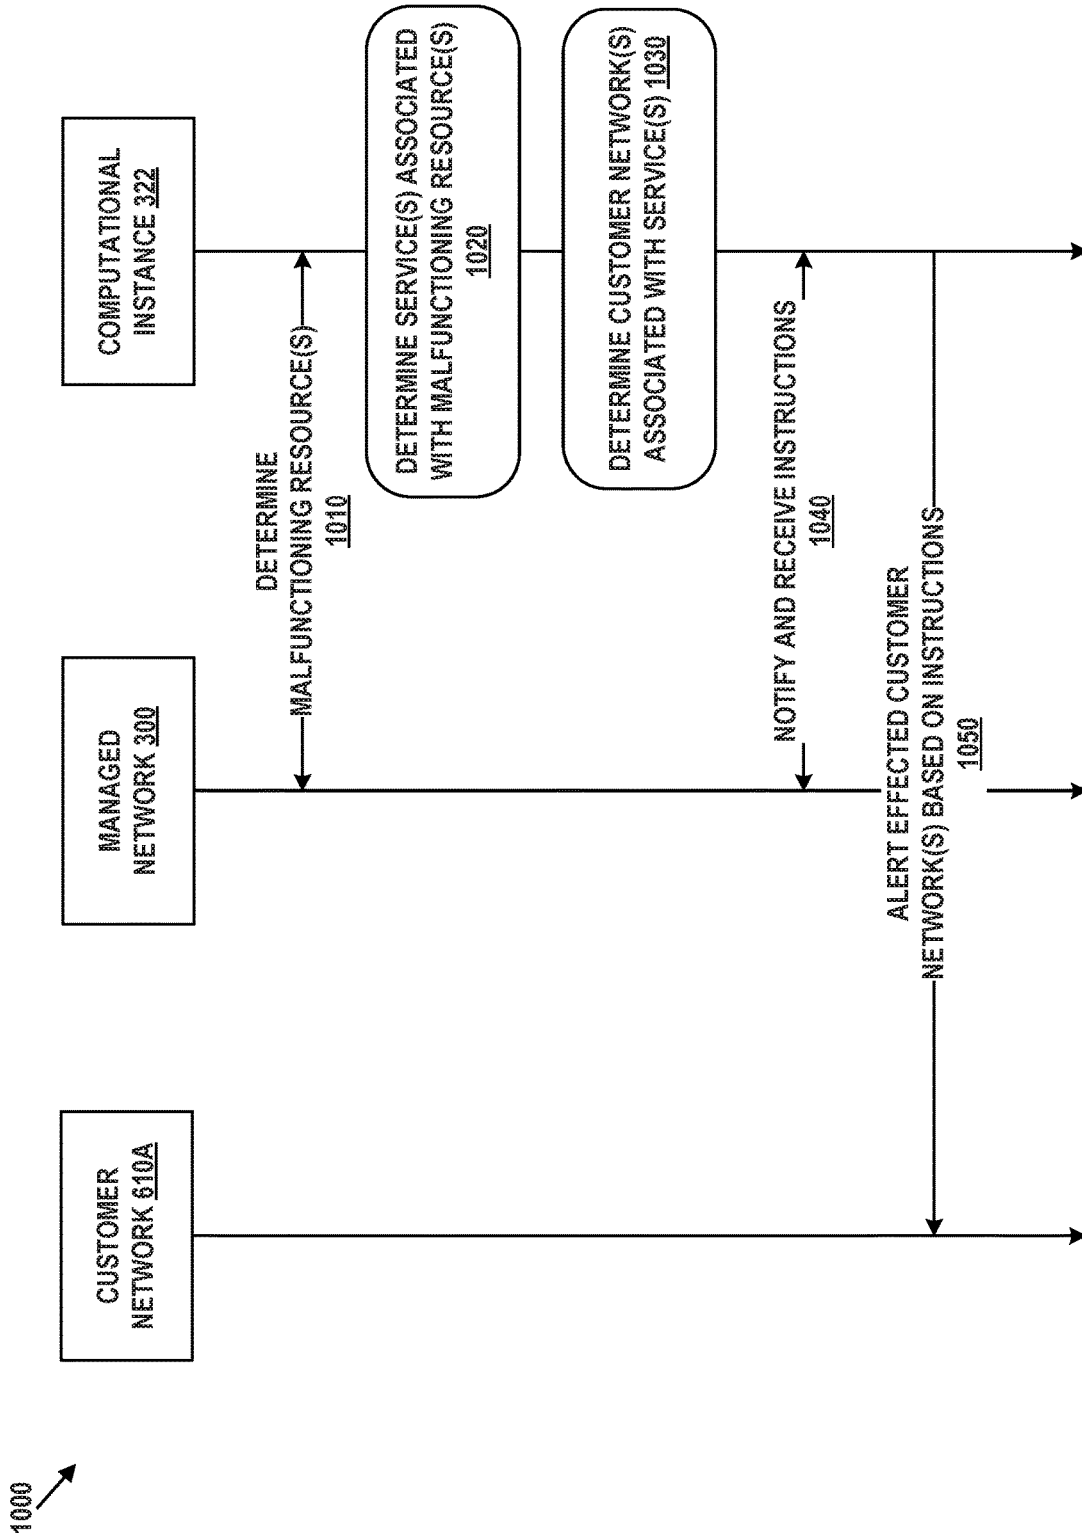 1000
CUSTOMER
NETWORK 610A
MANAGED
NETWORK 300
COMPUTATIONAL
INSTANCE 322
DETERMINE
MALFUNCTIONING RESOURCE(S)
1010
DETERMINE SERVICE(S) ASSOCIATED
WITH MALFUNCTIONING RESOURCE(S)
1020
DETERMINE CUSTOMER NETWORK(S)
ASSOCIATED WITH SERVICE(S) 1030
NOTIFY AND RECEIVE INSTRUCTIONS
1040
ALERT EFFECTED CUSTOMER
NETWORK(S) BASED ON INSTRUCTIONS
1050